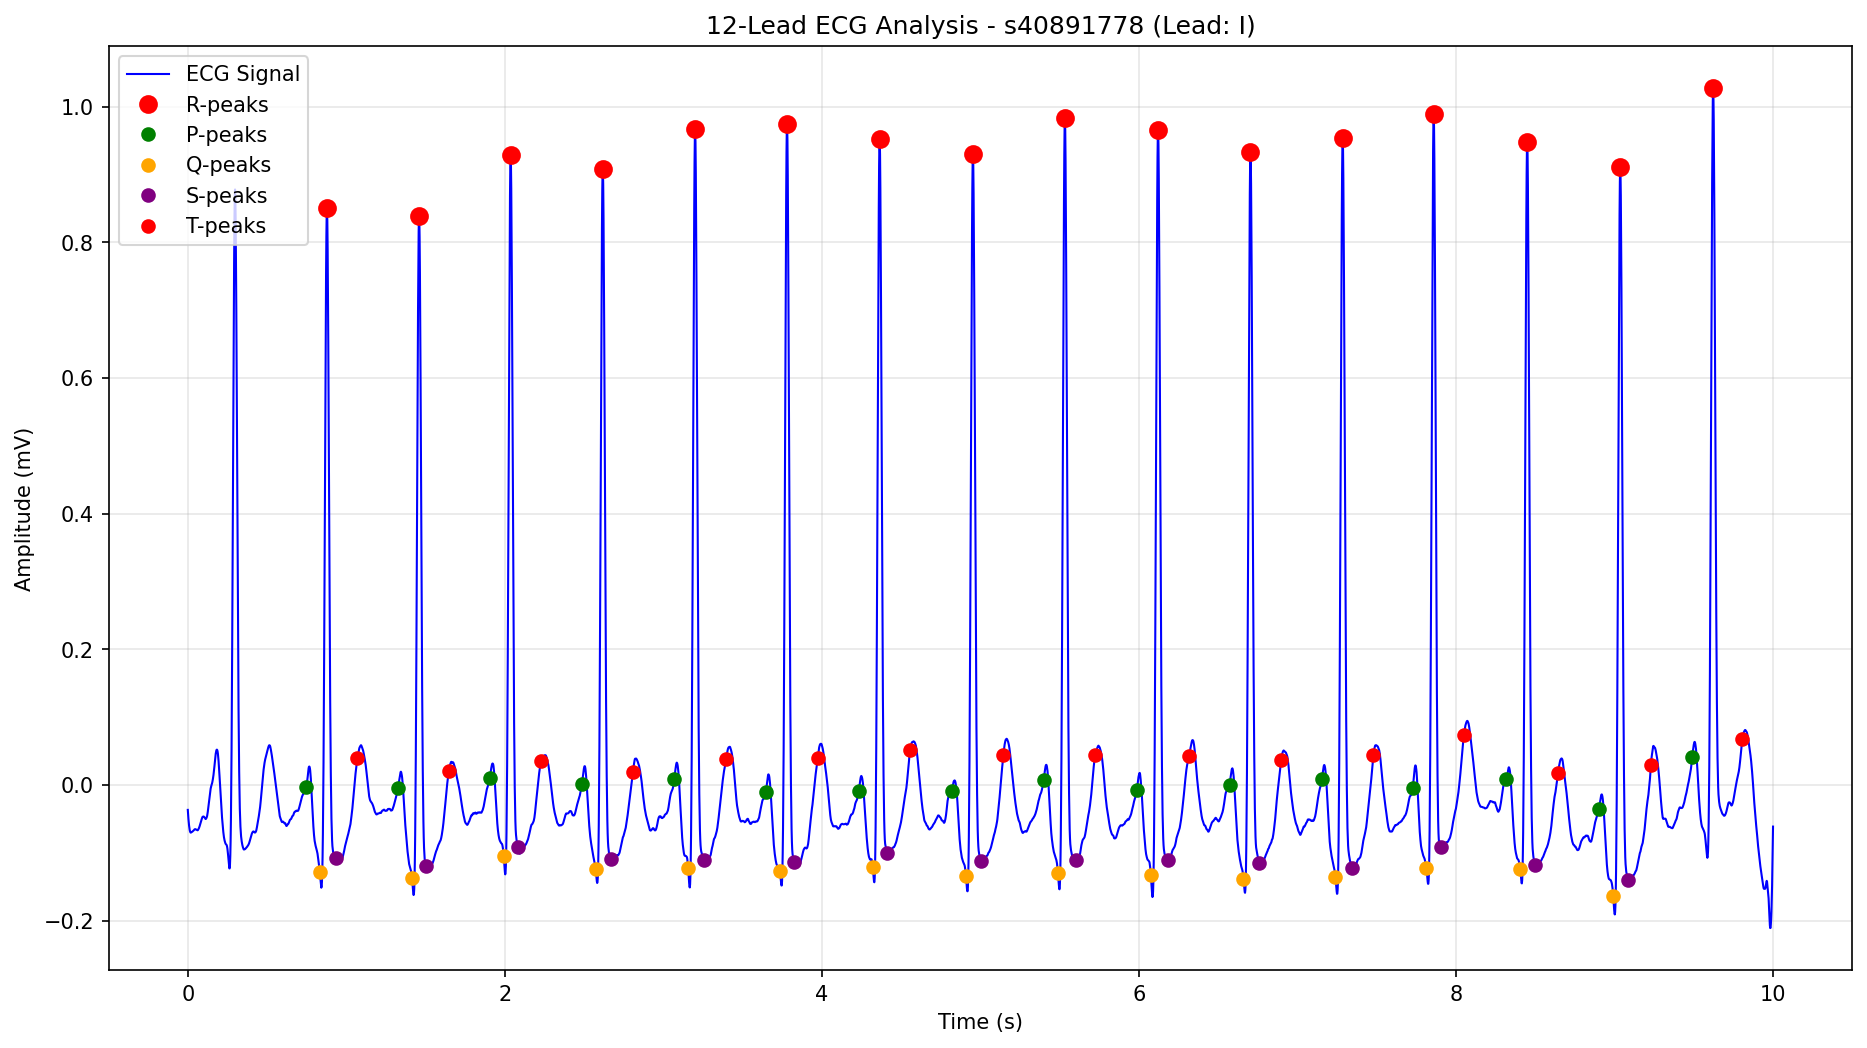 12-Lead ECG Analysis - s40891778 (Lead: I)
ECG Signal
R-peaks
P-peaks
Q-peaks
S-peaks
T-peaks
Amplitude (mV)
1.0
0.8
0.6
0.4
0.2
0.0
−0.2
0 2 4 6 8 10
Time (s)